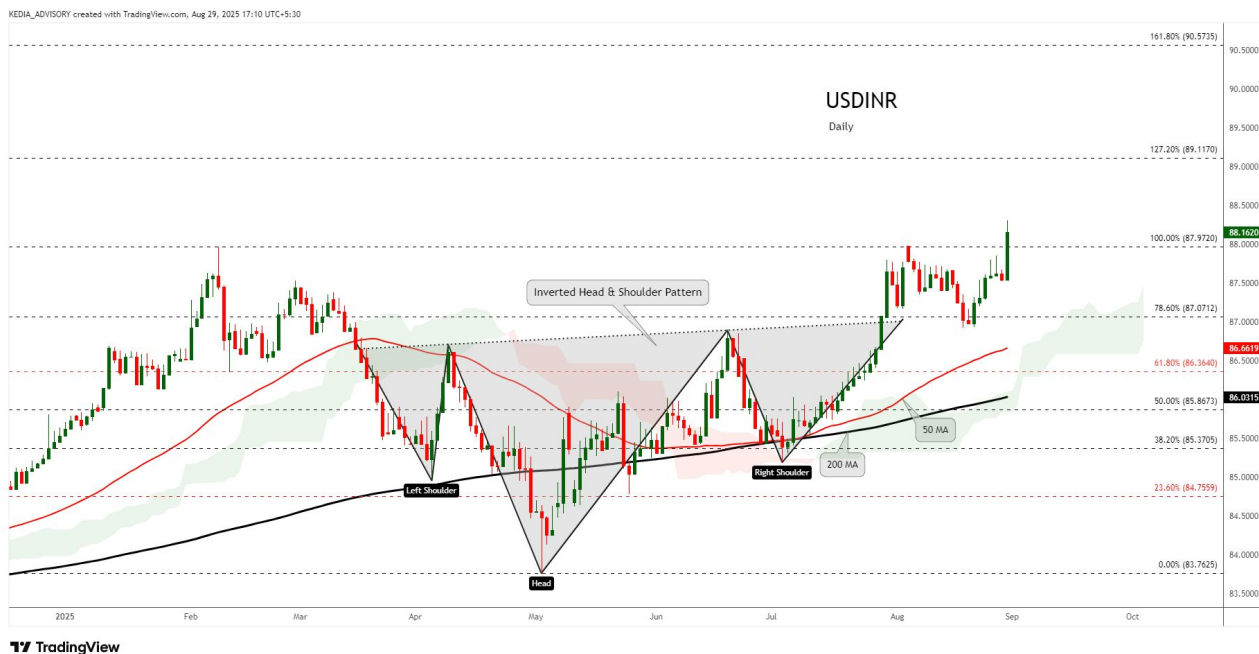 KEDIA_ADVISORY created with TradingView.com, Aug 29, 2025 17:10 UTC+5:30
161.80% (90.5735)
90.5000
USDINR
90.0000
Daily
89.5000
127.20% (89.1170)
89.0000
88.5000
88.1620
100.00% (87.9720)
88.0000
Inverted Head & Shoulder Pattern
87.5000
78.60% (87.0712)
87.0000
86.6619
61.80% (86.3640)
86.5000
86.0315
50.00% (85.8673)
50 MA
85.5000
38.20% (85.3705)
200 MA
Right Shoulder
85.0000
Left Shoulder
23.60% (84.7559)
84.5000
84.0000
0.00% (83.7625)
Head
83.5000
2025 Feb Mar Apr May Jun Jul Aug Sep Oct
TradingView